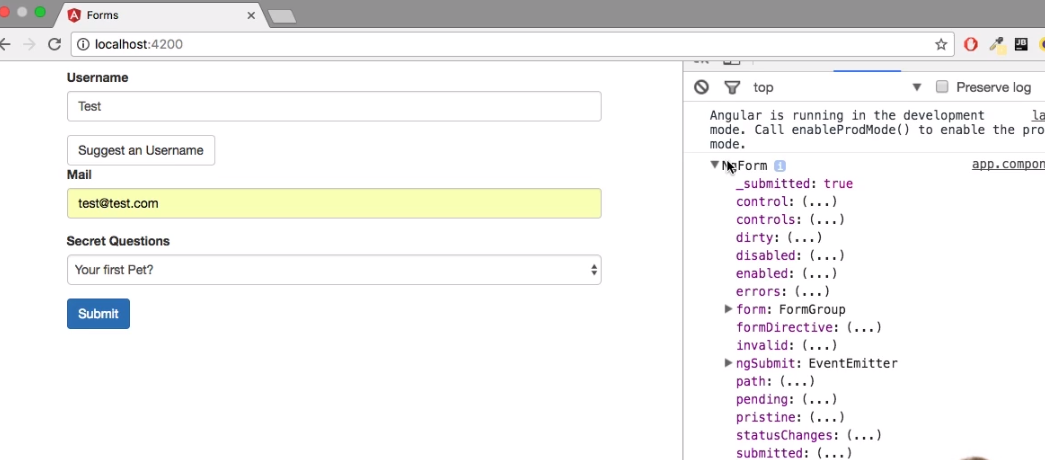 Forms
localhost:4200
Username
Test
Suggest an Username
Mail
test@test.com
Secret Questions
Your first Pet?
Submit
top
Preserve log
Angular is running in the development
mode. Call enableProdMode() to enable the pro
mode.
NgForm
app.compon
_submitted: true
control: (...)
controls: (...)
dirty: (...)
disabled: (...)
enabled: (...)
errors: (...)
form: FormGroup
formDirective: (...)
invalid: (...)
ngSubmit: EventEmitter
path: (...)
pending: (...)
pristine: (...)
statusChanges: (...)
submitted: (...)